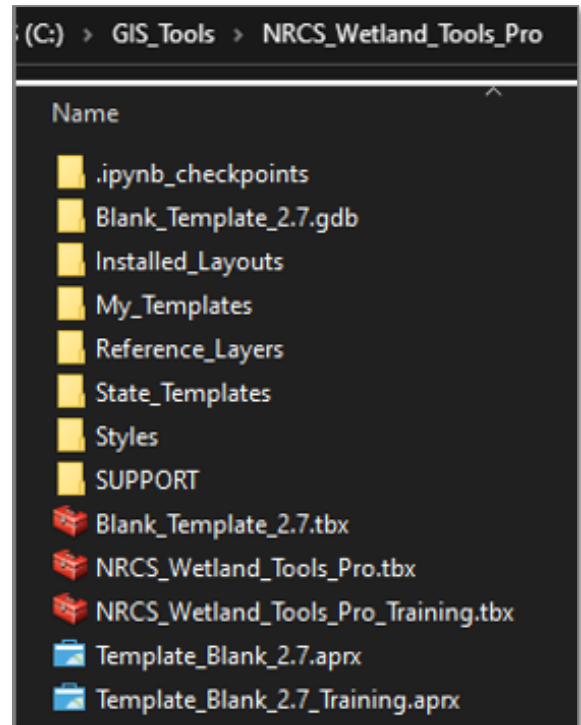 (C:) > GIS_Tools > NRCS_Wetland_Tools_Pro
Name
.ipynb_checkpoints
Blank_Template_2.7.gdb
Installed_Layouts
My_Templates
Reference_Layers
State_Templates
Styles
SUPPORT
Blank_Template_2.7.tbx
NRCS_Wetland_Tools_Pro.tbx
NRCS_Wetland_Tools_Pro_Training.tbx
Template_Blank_2.7.aprx
Template_Blank_2.7_Training.aprx